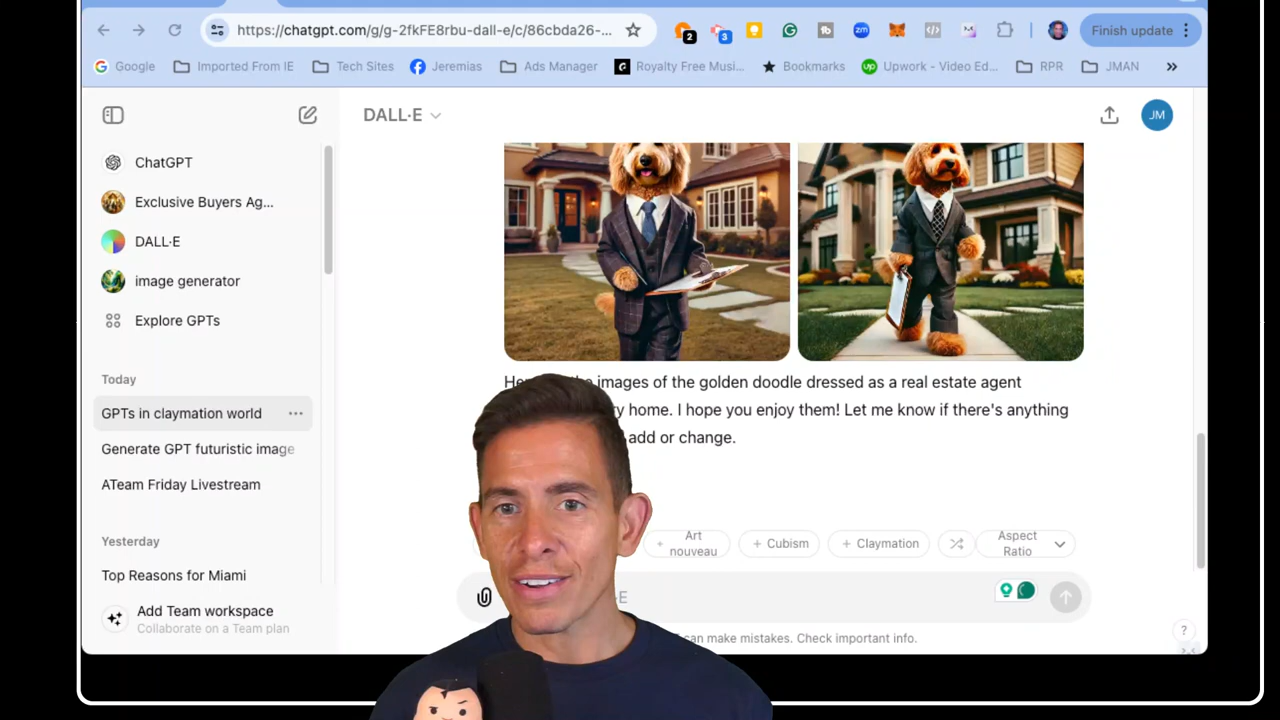 https://chatgpt.com/g/g-2fkFE8rbu-dall-e/c/86cbda26-...
2
3
zm
Finish update
Google
Imported From IE
Tech Sites
Jeremias
Ads Manager
Royalty Free Musi...
Bookmarks
Upwork - Video Ed...
RPR
JMAN
»
DALL·E
JM
ChatGPT
Exclusive Buyers Ag...
DALL·E
image generator
Explore GPTs
Today
GPTs in claymation world
Generate GPT futuristic image
ATeam Friday Livestream
Yesterday
Top Reasons for Miami
Add Team workspace
Collaborate on a Team plan
images of the golden doodle dressed as a real estate agent
home. I hope you enjoy them! Let me know if there's anything
add or change.
+ Art nouveau
+ Cubism
+ Claymation
Aspect Ratio
can make mistakes. Check important info.
?